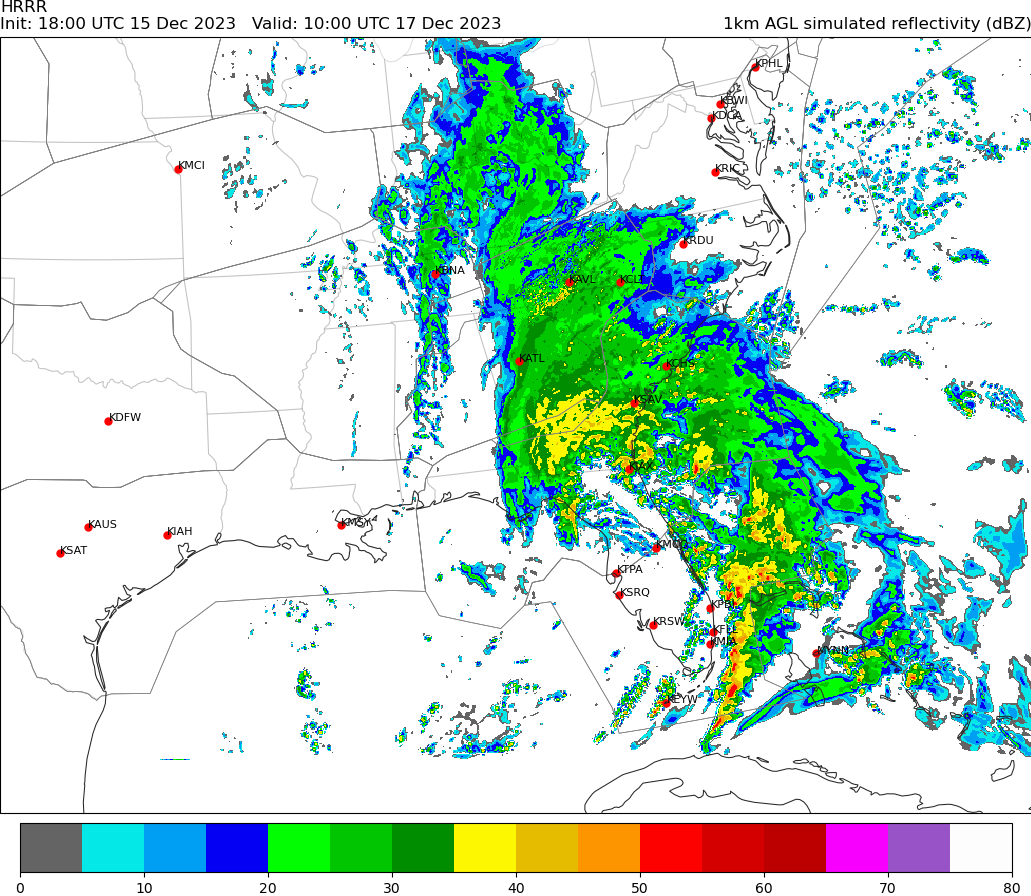 HRRR
Init: 18:00 UTC 15 Dec 2023 Valid: 10:00 UTC 17 Dec 2023 1km AGL simulated reflectivity (dBZ)
KPHL
KBWI
KDCA
KMCI
KRIC
KRDU
KBNA
KAVL
KCLT
KATL
KCHS
KSAV
KDFW
KJAX
KAUS
KMSY
KIAH
KSAT
KMCO
KTPA
KSRQ
KPBI
KRSW
KFLL
KMIA
MYNN
KEYW
0 10 20 30 40 50 60 70 80